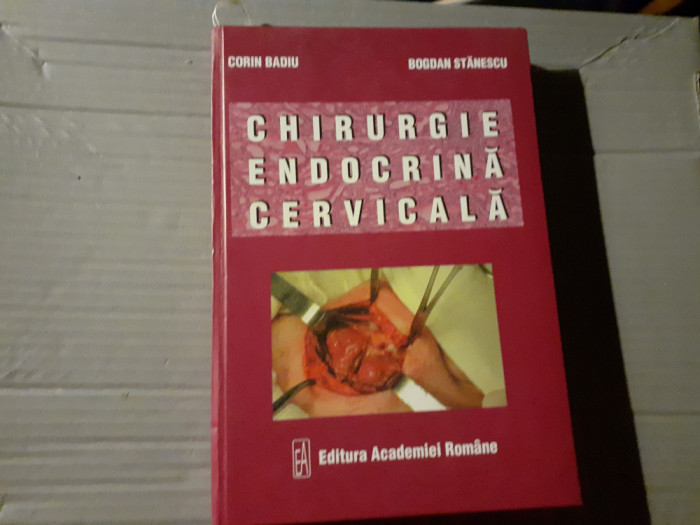 CORIN BADIU
BOGDAN STĂNESCU
CHIRURGIE
ENDOCRINĂ
CERVICALĂ
EA Editura Academiei Române